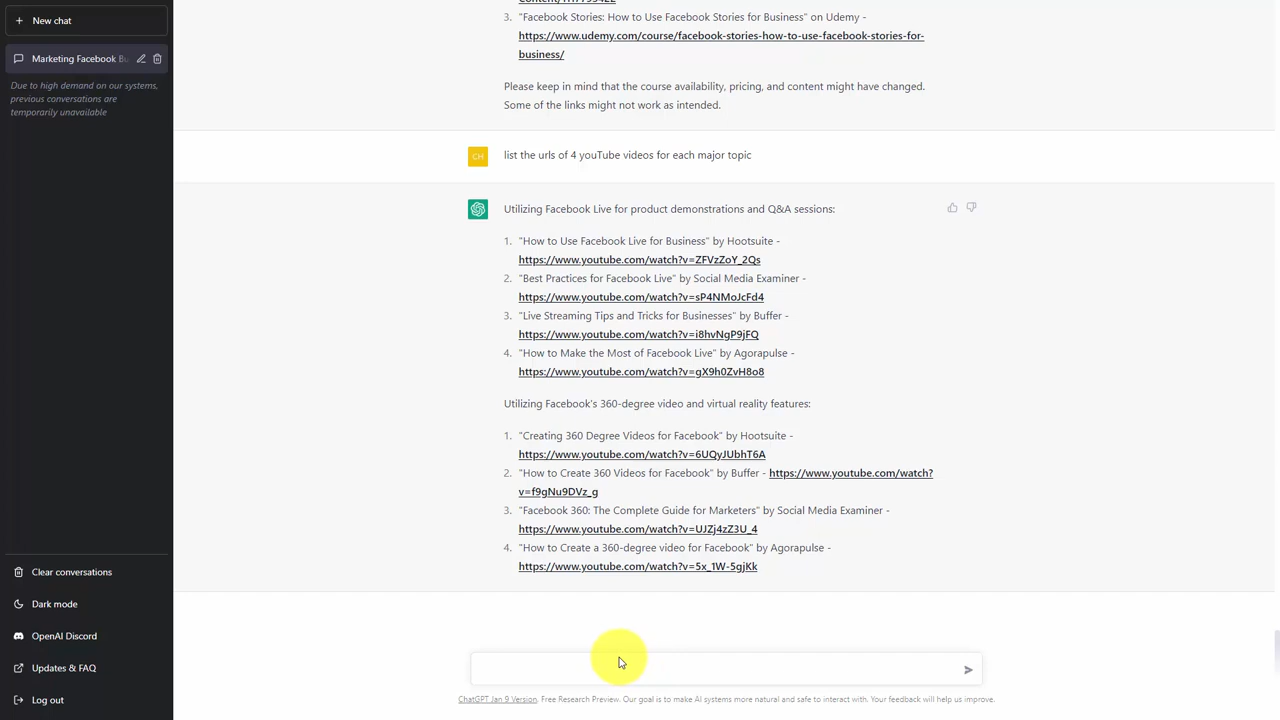 New chat
Marketing Facebook Bu
Due to high demand on our systems,
previous conversations are
temporarily unavailable
Clear conversations
Dark mode
OpenAI Discord
Updates & FAQ
Log out
3. "Facebook Stories: How to Use Facebook Stories for Business" on Udemy -
https://www.udemy.com/course/facebook-stories-how-to-use-facebook-stories-for-
business/
Please keep in mind that the course availability, pricing, and content might have changed.
Some of the links might not work as intended.
CH
list the urls of 4 youTube videos for each major topic
Utilizing Facebook Live for product demonstrations and Q&A sessions:
1. "How to Use Facebook Live for Business" by Hootsuite -
https://www.youtube.com/watch?v=ZFVzZoY_2Qs
2. "Best Practices for Facebook Live" by Social Media Examiner -
https://www.youtube.com/watch?v=sP4NMoJcFd4
3. "Live Streaming Tips and Tricks for Businesses" by Buffer -
https://www.youtube.com/watch?v=i8hvNgP9jFQ
4. "How to Make the Most of Facebook Live" by Agorapulse -
https://www.youtube.com/watch?v=gX9h0ZvH8o8
Utilizing Facebook's 360-degree video and virtual reality features:
1. "Creating 360 Degree Videos for Facebook" by Hootsuite -
https://www.youtube.com/watch?v=6UQyJUbhT6A
2. "How to Create 360 Videos for Facebook" by Buffer - https://www.youtube.com/watch?
v=f9gNu9DVz_g
3. "Facebook 360: The Complete Guide for Marketers" by Social Media Examiner -
https://www.youtube.com/watch?v=UJZj4zZ3U_4
4. "How to Create a 360-degree video for Facebook" by Agorapulse -
https://www.youtube.com/watch?v=5x_1W-5gjKk
ChatGPT Jan 9 Version. Free Research Preview. Our goal is to make AI systems more natural and safe to interact with. Your feedback will help us improve.